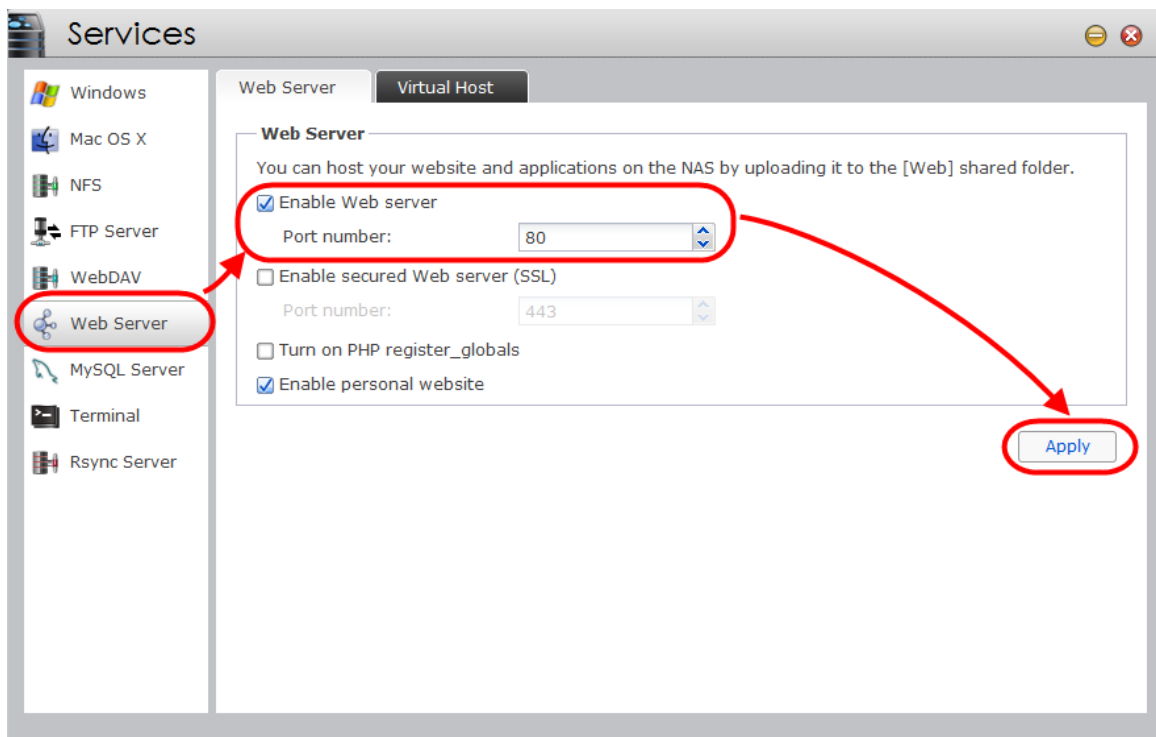 Services
Windows
Mac OS X
NFS
FTP Server
WebDAV
Web Server
MySQL Server
Terminal
Rsync Server
Web Server
Virtual Host
Web Server
You can host your website and applications on the NAS by uploading it to the [Web] shared folder.
Enable Web server
Port number: 80
Enable secured Web server (SSL)
Port number: 443
Turn on PHP register_globals
Enable personal website
Apply